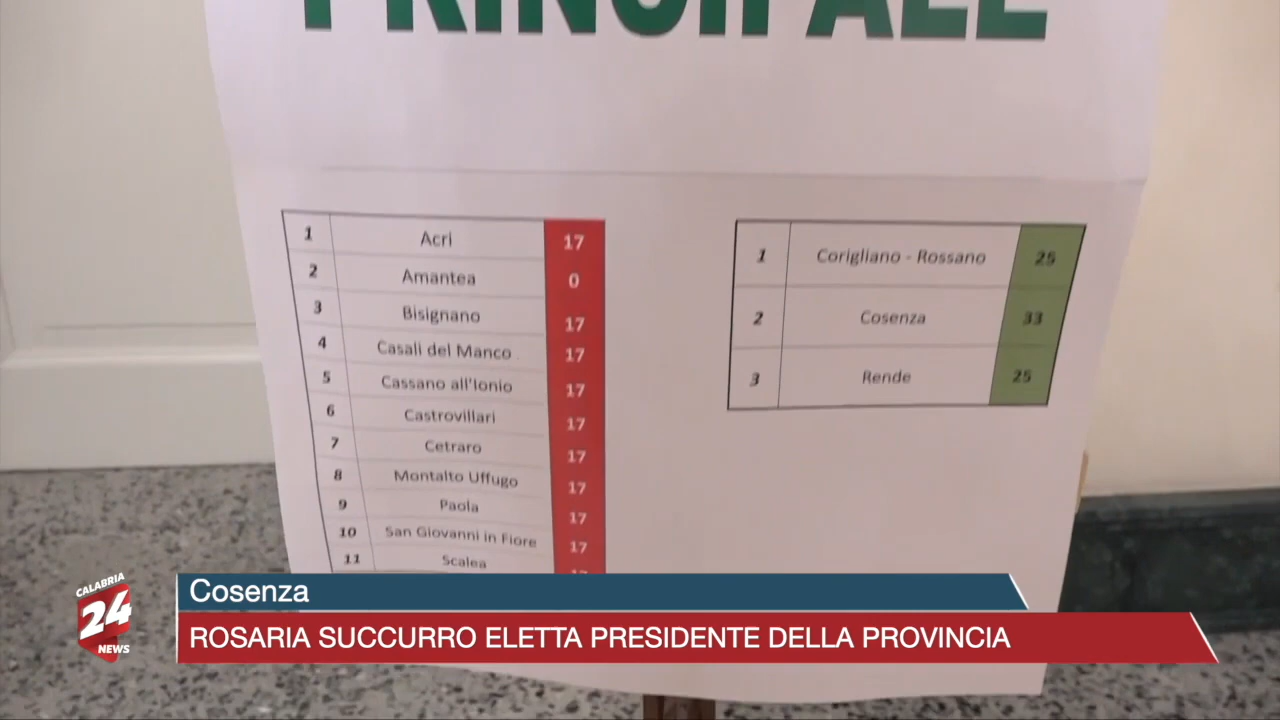 PRINCIPALE
1 Acri 17
2 Amantea 0
3 Bisignano 17
4 Casali del Manco 17
5 Cassano all'Ionio 17
6 Castrovillari 17
7 Cetraro 17
8 Montalto Uffugo 17
9 Paola 17
10 San Giovanni in Fiore 17
11 Scalea
1 Corigliano - Rossano 25
2 Cosenza 33
3 Rende 25
CALABRIA
24
NEWS
Cosenza
ROSARIA SUCCURRO ELETTA PRESIDENTE DELLA PROVINCIA